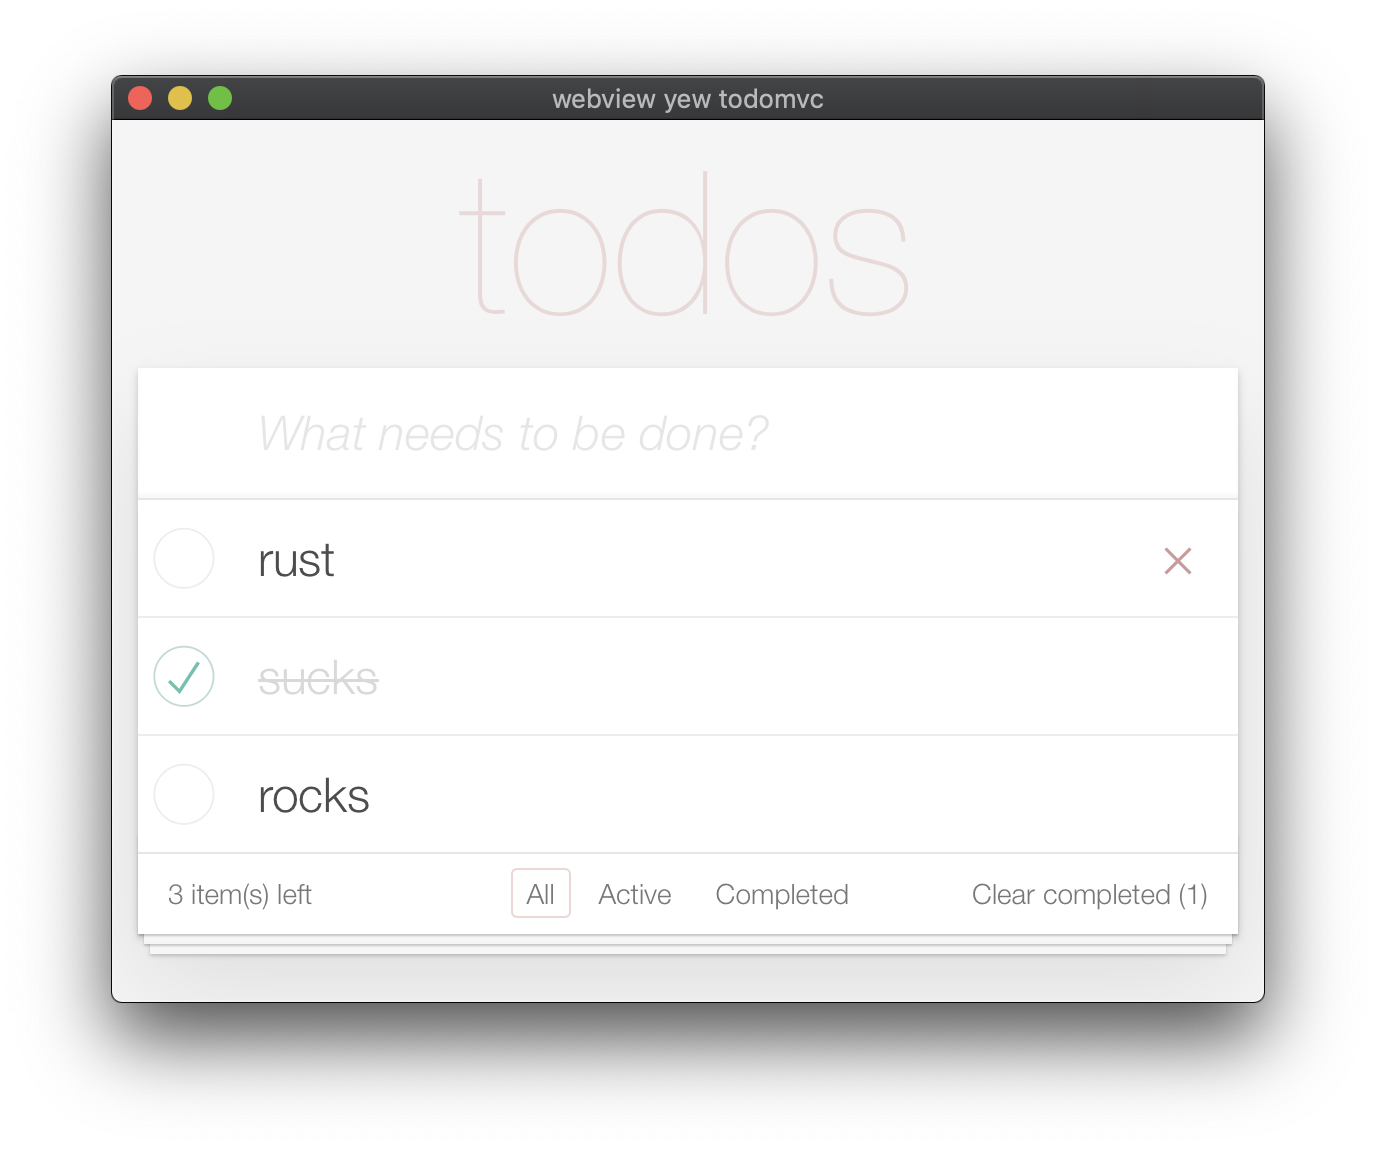 webview yew todomvc
todos
What needs to be done?
rust
sucks
rocks
3 item(s) left All Active Completed Clear completed (1)